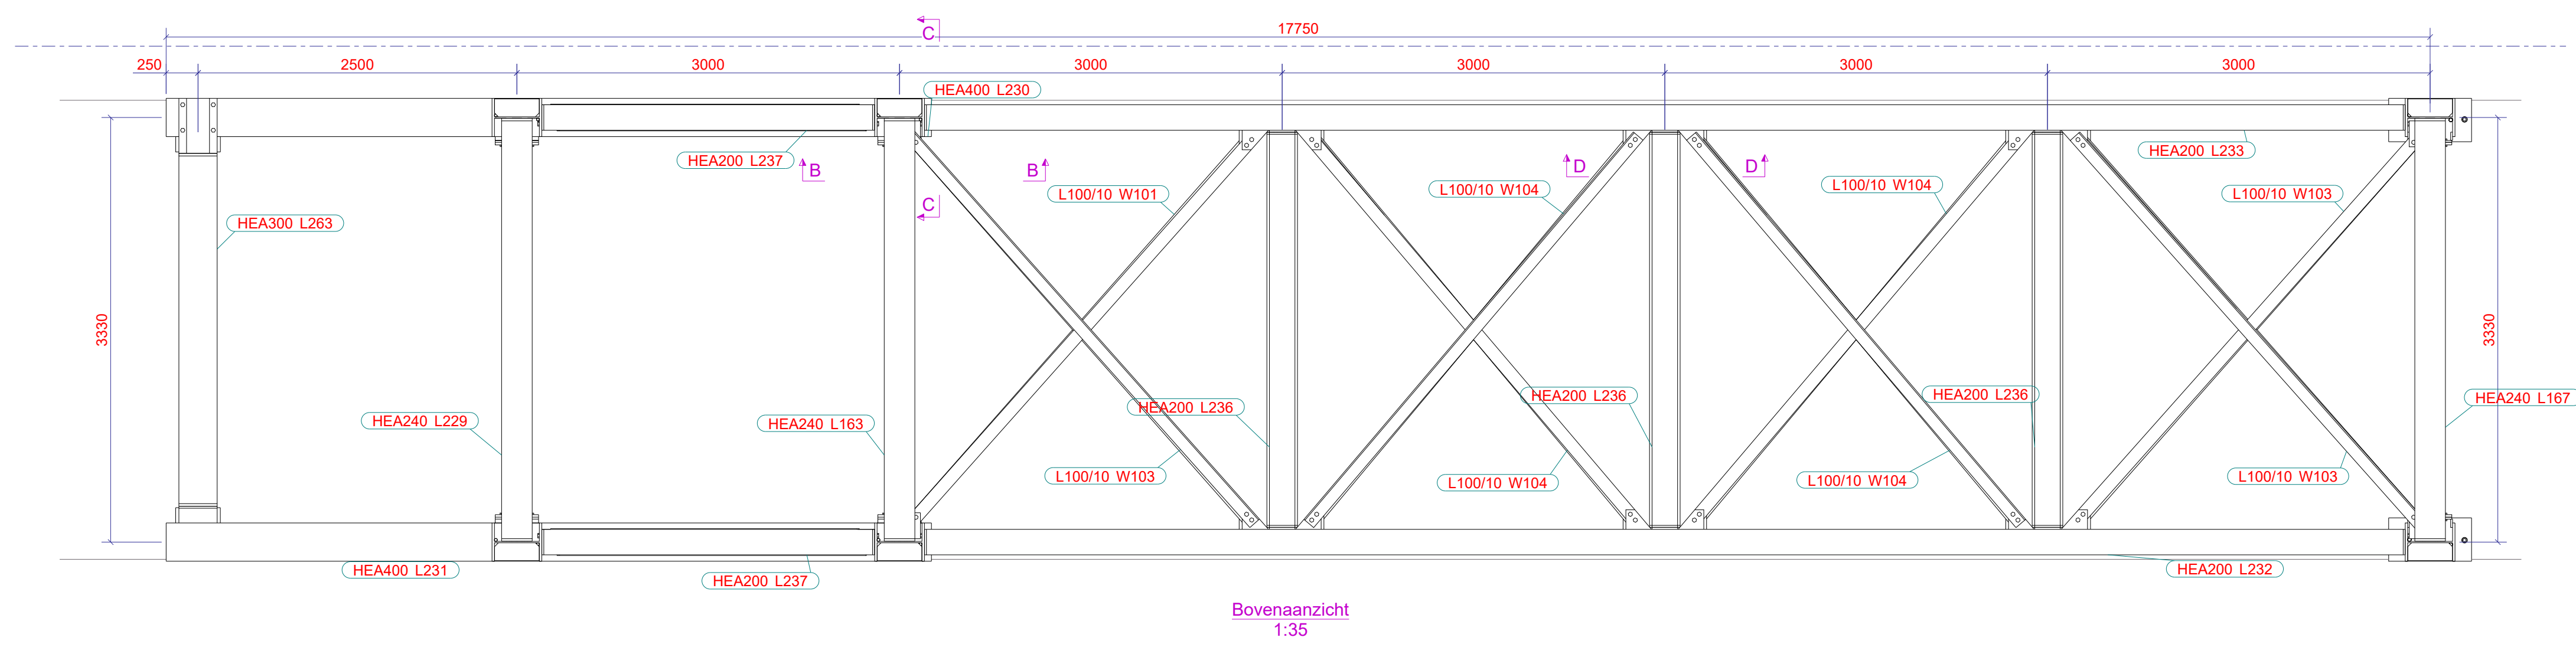 17750
C
250 2500 3000 3000 3000 3000 3000
HEA400 L230
HEA200 L237
HEA200 L233
B B D D
L100/10 W101
L100/10 W104
L100/10 W104
L100/10 W103
C
HEA300 L263
3330
3330
HEA240 L229
HEA240 L163
HEA200 L236
HEA200 L236
HEA200 L236
HEA240 L167
L100/10 W103
L100/10 W104
L100/10 W104
L100/10 W103
HEA400 L231
HEA200 L237
HEA200 L232
Bovenaanzicht
1:35